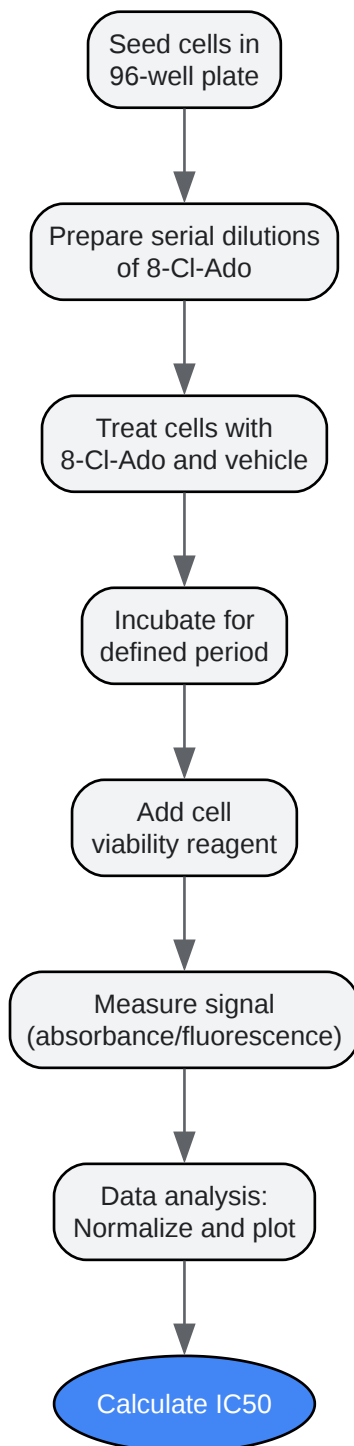 Seed cells in
96-well plate
Prepare serial dilutions
of 8-Cl-Ado
Treat cells with
8-Cl-Ado and vehicle
Incubate for
defined period
Add cell
viability reagent
Measure signal
(absorbance/fluorescence)
Data analysis:
Normalize and plot
Calculate IC50